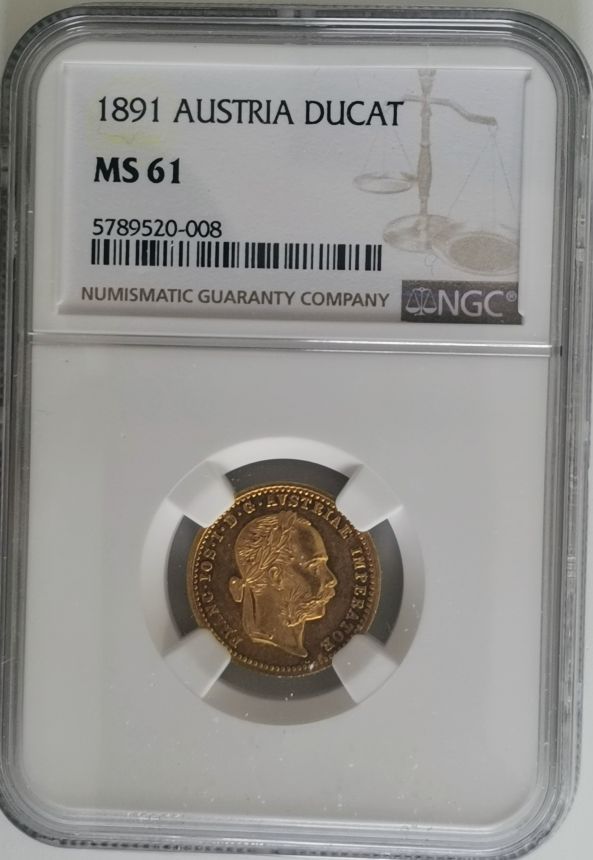 1891 AUSTRIA DUCAT
MS 61
5789520-008
NUMISMATIC GUARANTY COMPANY
NGC®
FRANC·IOS·I·D·G·AUSTRIAE IMPERATOR